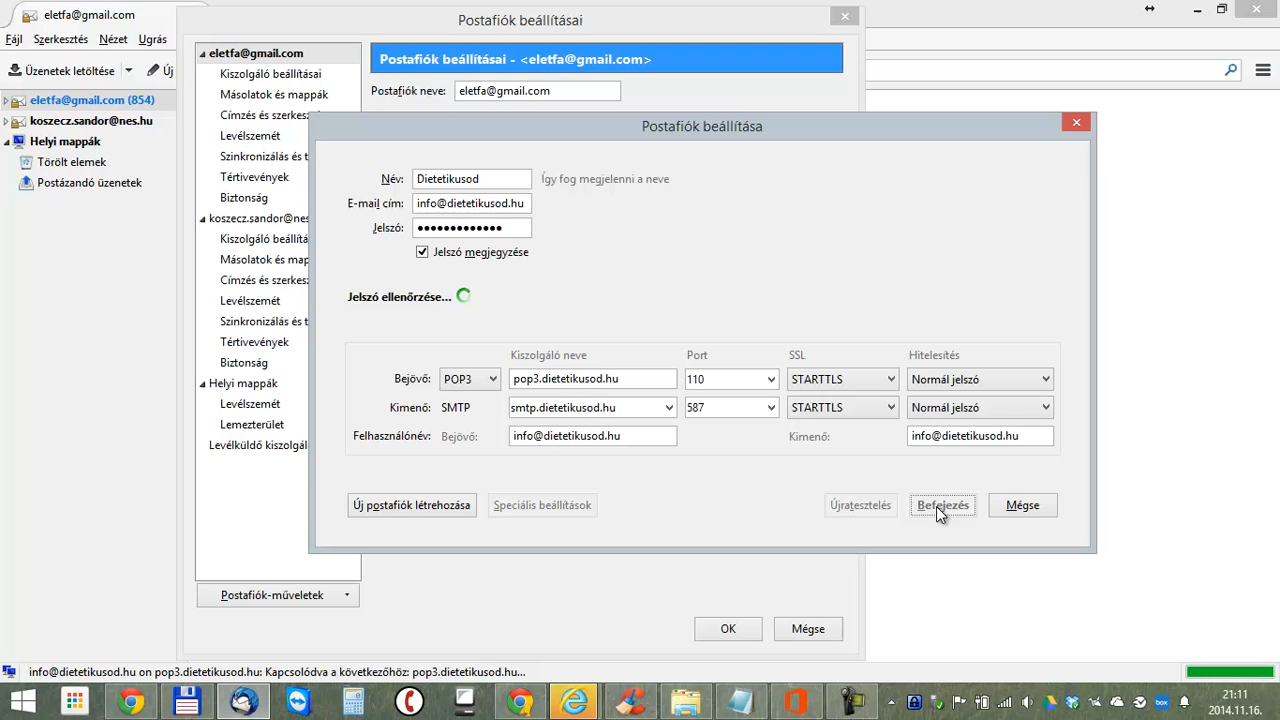 eletfa@gmail.com
Fájl Szerkesztés Nézet Ugrás
Üzenetek letöltése Új
eletfa@gmail.com (854)
koszecz.sandor@nes.hu
Helyi mappák
Törölt elemek
Postázandó üzenetek
Postafiók beállításai
eletfa@gmail.com
Kiszolgáló beállításai
Másolatok és mappák
Címzés és szerkesz
Levélszemét
Szinkronizálás és t
Tértivevények
Biztonság
koszecz.sandor@nes
Kiszolgáló beállítá
Másolatok és map
Címzés és szerkesz
Levélszemét
Szinkronizálás és t
Tértivevények
Biztonság
Helyi mappák
Levélszemét
Lemezterület
Levélküldő kiszolgál
Postafiók-műveletek
Postafiók beállításai - <eletfa@gmail.com>
Postafiók neve: eletfa@gmail.com
Postafiók beállítása
Név: Dietetikusod Így fog megjelenni a neve
E-mail cím: info@dietetikusod.hu
Jelszó: •••••••••••••
Jelszó megjegyzése
Jelszó ellenőrzése...
Kiszolgáló neve Port SSL Hitelesítés
Bejövő: POP3 pop3.dietetikusod.hu 110 STARTTLS Normál jelszó
Kimenő: SMTP smtp.dietetikusod.hu 587 STARTTLS Normál jelszó
Felhasználónév: Bejövő: info@dietetikusod.hu Kimenő: info@dietetikusod.hu
Új postafiók létrehozása Speciális beállítások Újratesztelés Befejezés Mégse
OK Mégse
info@dietetikusod.hu on pop3.dietetikusod.hu: Kapcsolódva a következőhöz: pop3.dietetikusod.hu...
21:11
2014.11.16.